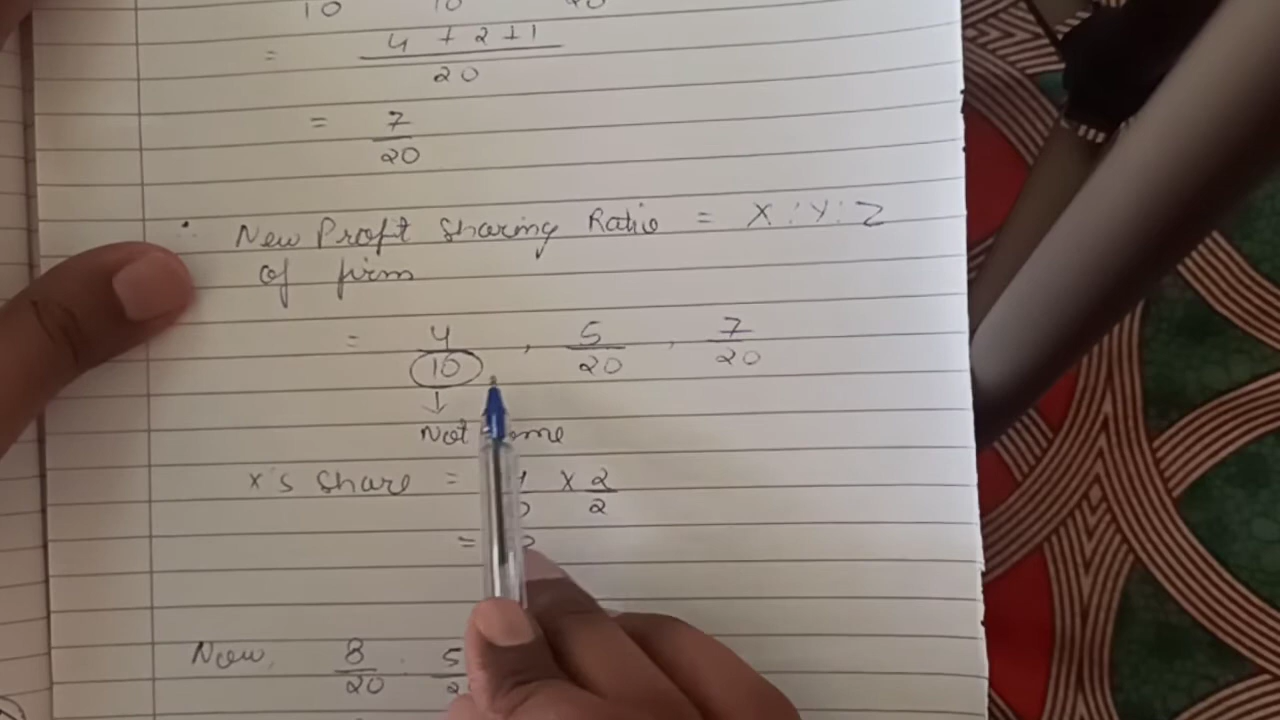 = 4 + 2 + 1
20
= 7
20
∴ New Profit Sharing Ratio = X : Y : Z
of firm
= 4/10 , 5/20 , 7/20
↓
Not
X's Share = × 2/2
=
Now, 8/20 : 5